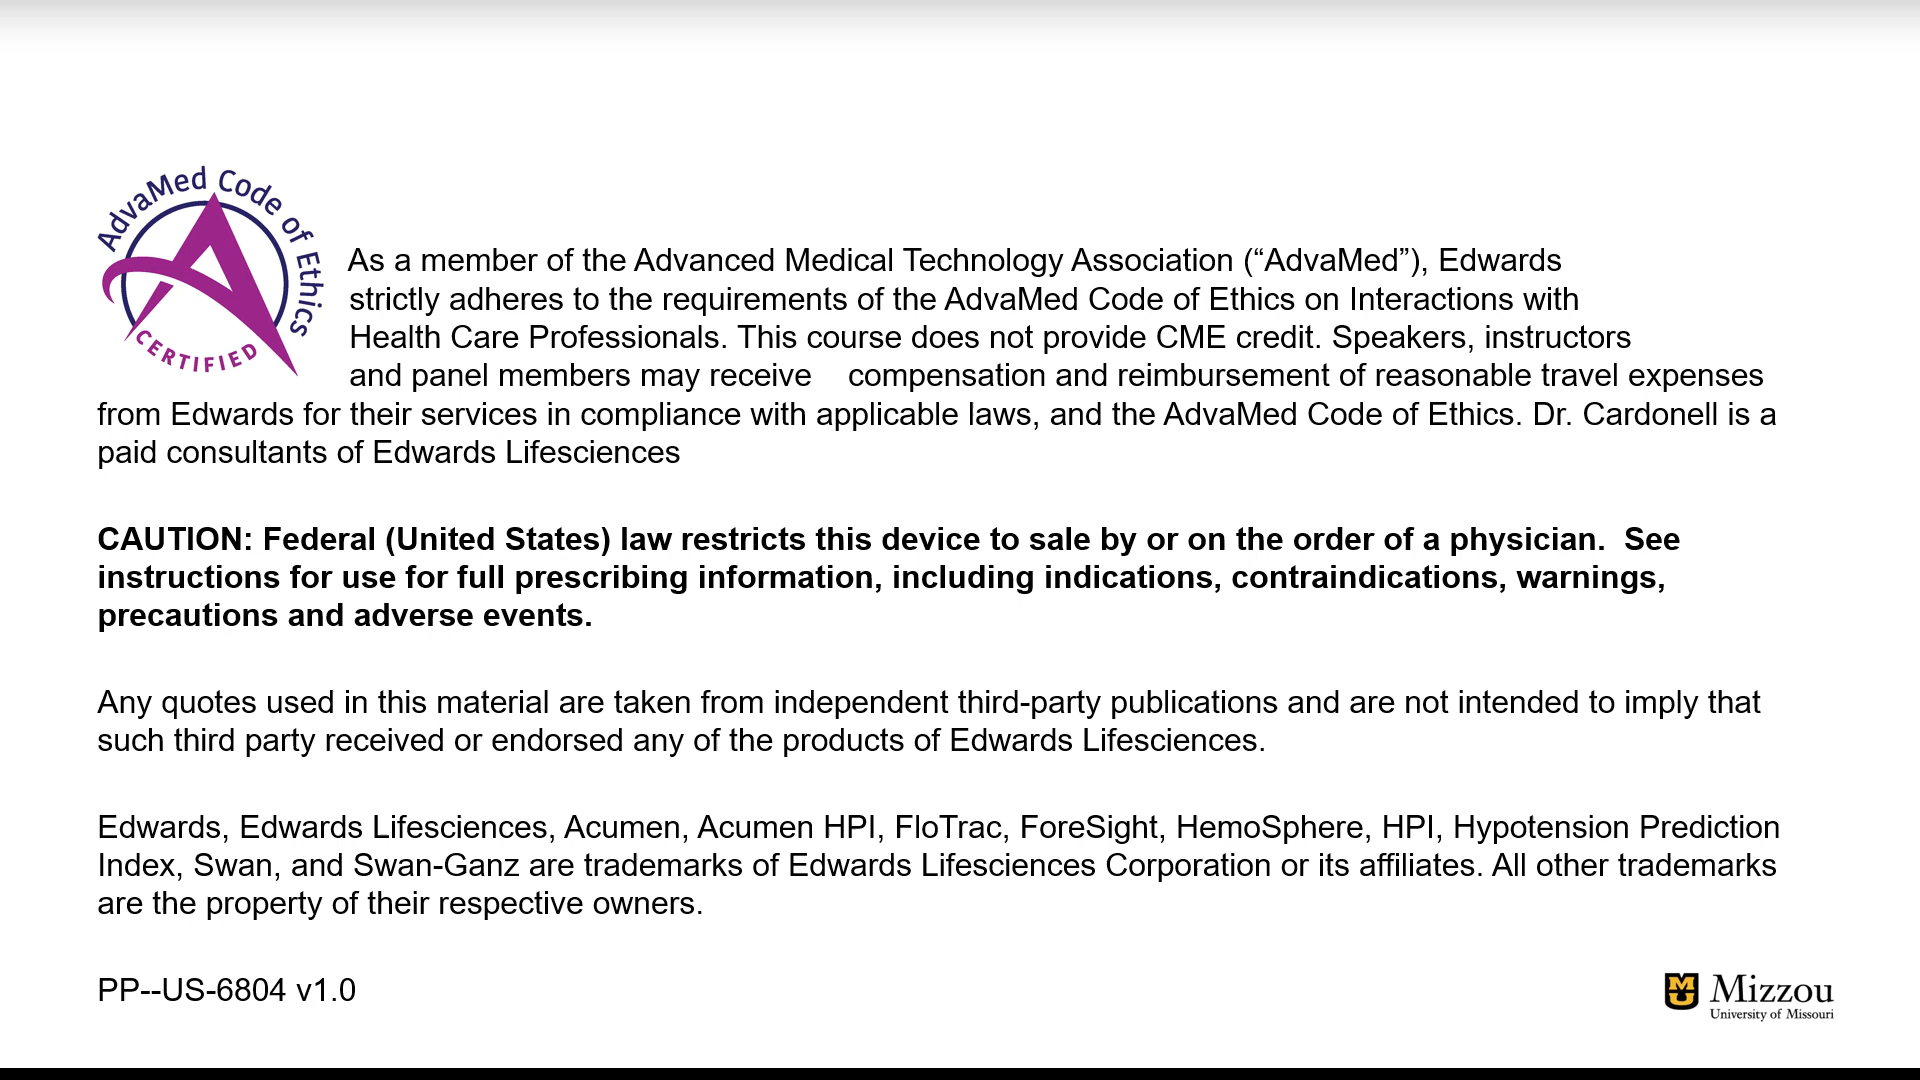 AdvaMed Code of Ethics
CERTIFIED
As a member of the Advanced Medical Technology Association (“AdvaMed”), Edwards
strictly adheres to the requirements of the AdvaMed Code of Ethics on Interactions with
Health Care Professionals. This course does not provide CME credit. Speakers, instructors
and panel members may receive compensation and reimbursement of reasonable travel expenses
from Edwards for their services in compliance with applicable laws, and the AdvaMed Code of Ethics. Dr. Cardonell is a
paid consultants of Edwards Lifesciences
CAUTION: Federal (United States) law restricts this device to sale by or on the order of a physician. See
instructions for use for full prescribing information, including indications, contraindications, warnings,
precautions and adverse events.
Any quotes used in this material are taken from independent third-party publications and are not intended to imply that
such third party received or endorsed any of the products of Edwards Lifesciences.
Edwards, Edwards Lifesciences, Acumen, Acumen HPI, FloTrac, ForeSight, HemoSphere, HPI, Hypotension Prediction
Index, Swan, and Swan-Ganz are trademarks of Edwards Lifesciences Corporation or its affiliates. All other trademarks
are the property of their respective owners.
PP--US-6804 v1.0
Mizzou
University of Missouri